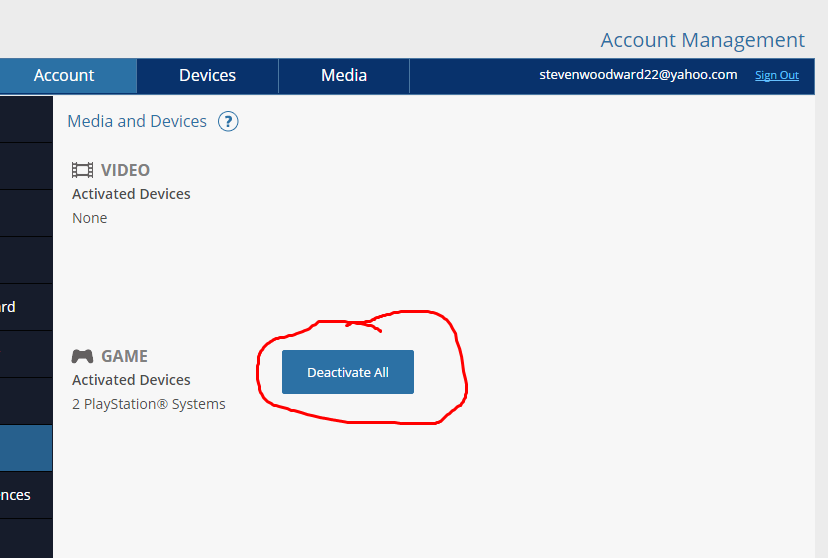 Account Management
Account Devices Media stevenwoodward22@yahoo.com Sign Out
Media and Devices ?
VIDEO
Activated Devices
None
rd
GAME
Deactivate All
Activated Devices
2 PlayStation® Systems
nces